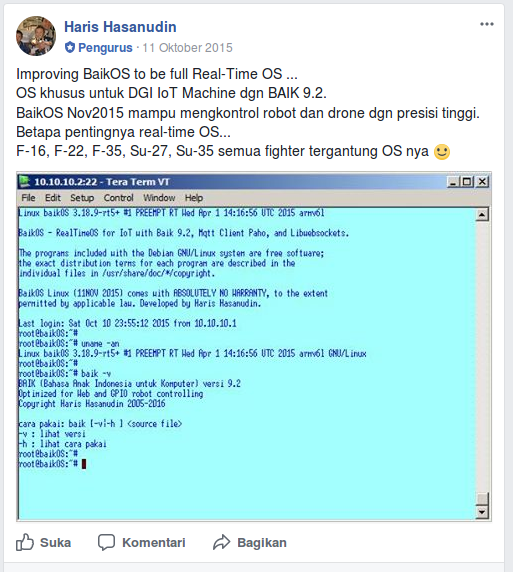 Haris Hasanudin
Pengurus · 11 Oktober 2015
Improving BaikOS to be full Real-Time OS ...
OS khusus untuk DGI IoT Machine dgn BAIK 9.2.
BaikOS Nov2015 mampu mengkontrol robot dan drone dgn presisi tinggi.
Betapa pentingnya real-time OS...
F-16, F-22, F-35, Su-27, Su-35 semua fighter tergantung OS nya 🙂
10.10.10.2:22 - Tera Term VT
File Edit Setup Control Window Help
Linux baikOS 3.18.9-rt5+ #1 PREEMPT RT Wed Apr 1 14:16:56 UTC 2015 armv6l
BaikOS - RealTimeOS for IoT with Baik 9.2, Mqtt Client Paho, and Libwebsockets.
The programs included with the Debian GNU/Linux system are free software;
the exact distribution terms for each program are described in the
individual files in /usr/share/doc/*/copyright.
BaikOS Linux (11NOV 2015) comes with ABSOLUTELY NO WARRANTY, to the extent
permitted by applicable law. Developed by Haris Hasanudin.
Last login: Sat Oct 10 23:55:12 2015 from 10.10.10.1
root@baikOS:~#
root@baikOS:~# uname -an
Linux baikOS 3.18.9-rt5+ #1 PREEMPT RT Wed Apr 1 14:16:56 UTC 2015 armv6l GNU/Linux
root@baikOS:~#
root@baikOS:~# baik -v
BAIK (Bahasa Anak Indonesia untuk Komputer) versi 9.2
Optimized for Web and GPIO robot controlling
Copyright Haris Hasanudin 2005-2016
cara pakai: baik [-v|-h ] <source file>
-v : lihat versi
-h : lihat cara pakai
root@baikOS:~#
root@baikOS:~#
Suka Komentari Bagikan